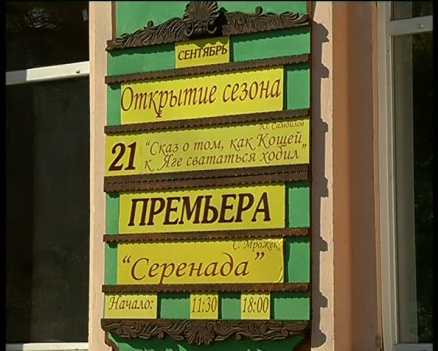 СЕНТЯБРЬ
Открытие сезона
Ю. Самойлов
21 "Сказ о том, как Кощей
к Яге свататься ходил"
ПРЕМЬЕРА
С. Мрожек
"Серенада"
Начало: 11:30 18:00